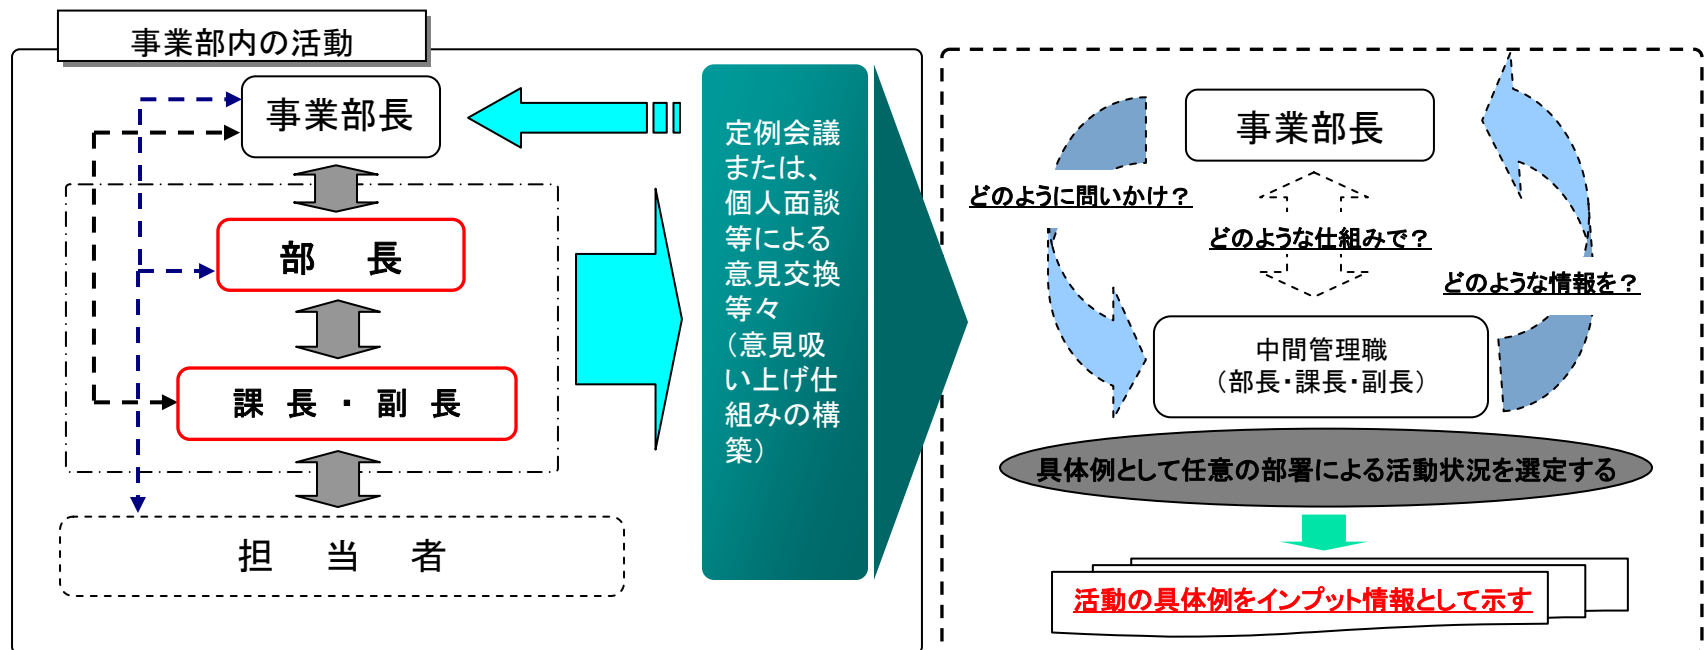 事業部内の活動
事業部長
部　長
課 長 ・ 副 長
担　当　者
定例会議
または、
個人面談
等による
意見交換
等々
（意見吸
い上げ仕
組みの構
築）
事業部長
どのように問いかけ？
どのような仕組みで？
どのような情報を？
中間管理職
（部長・課長・副長）
具体例として任意の部署による活動状況を選定する
活動の具体例をインプット情報として示す